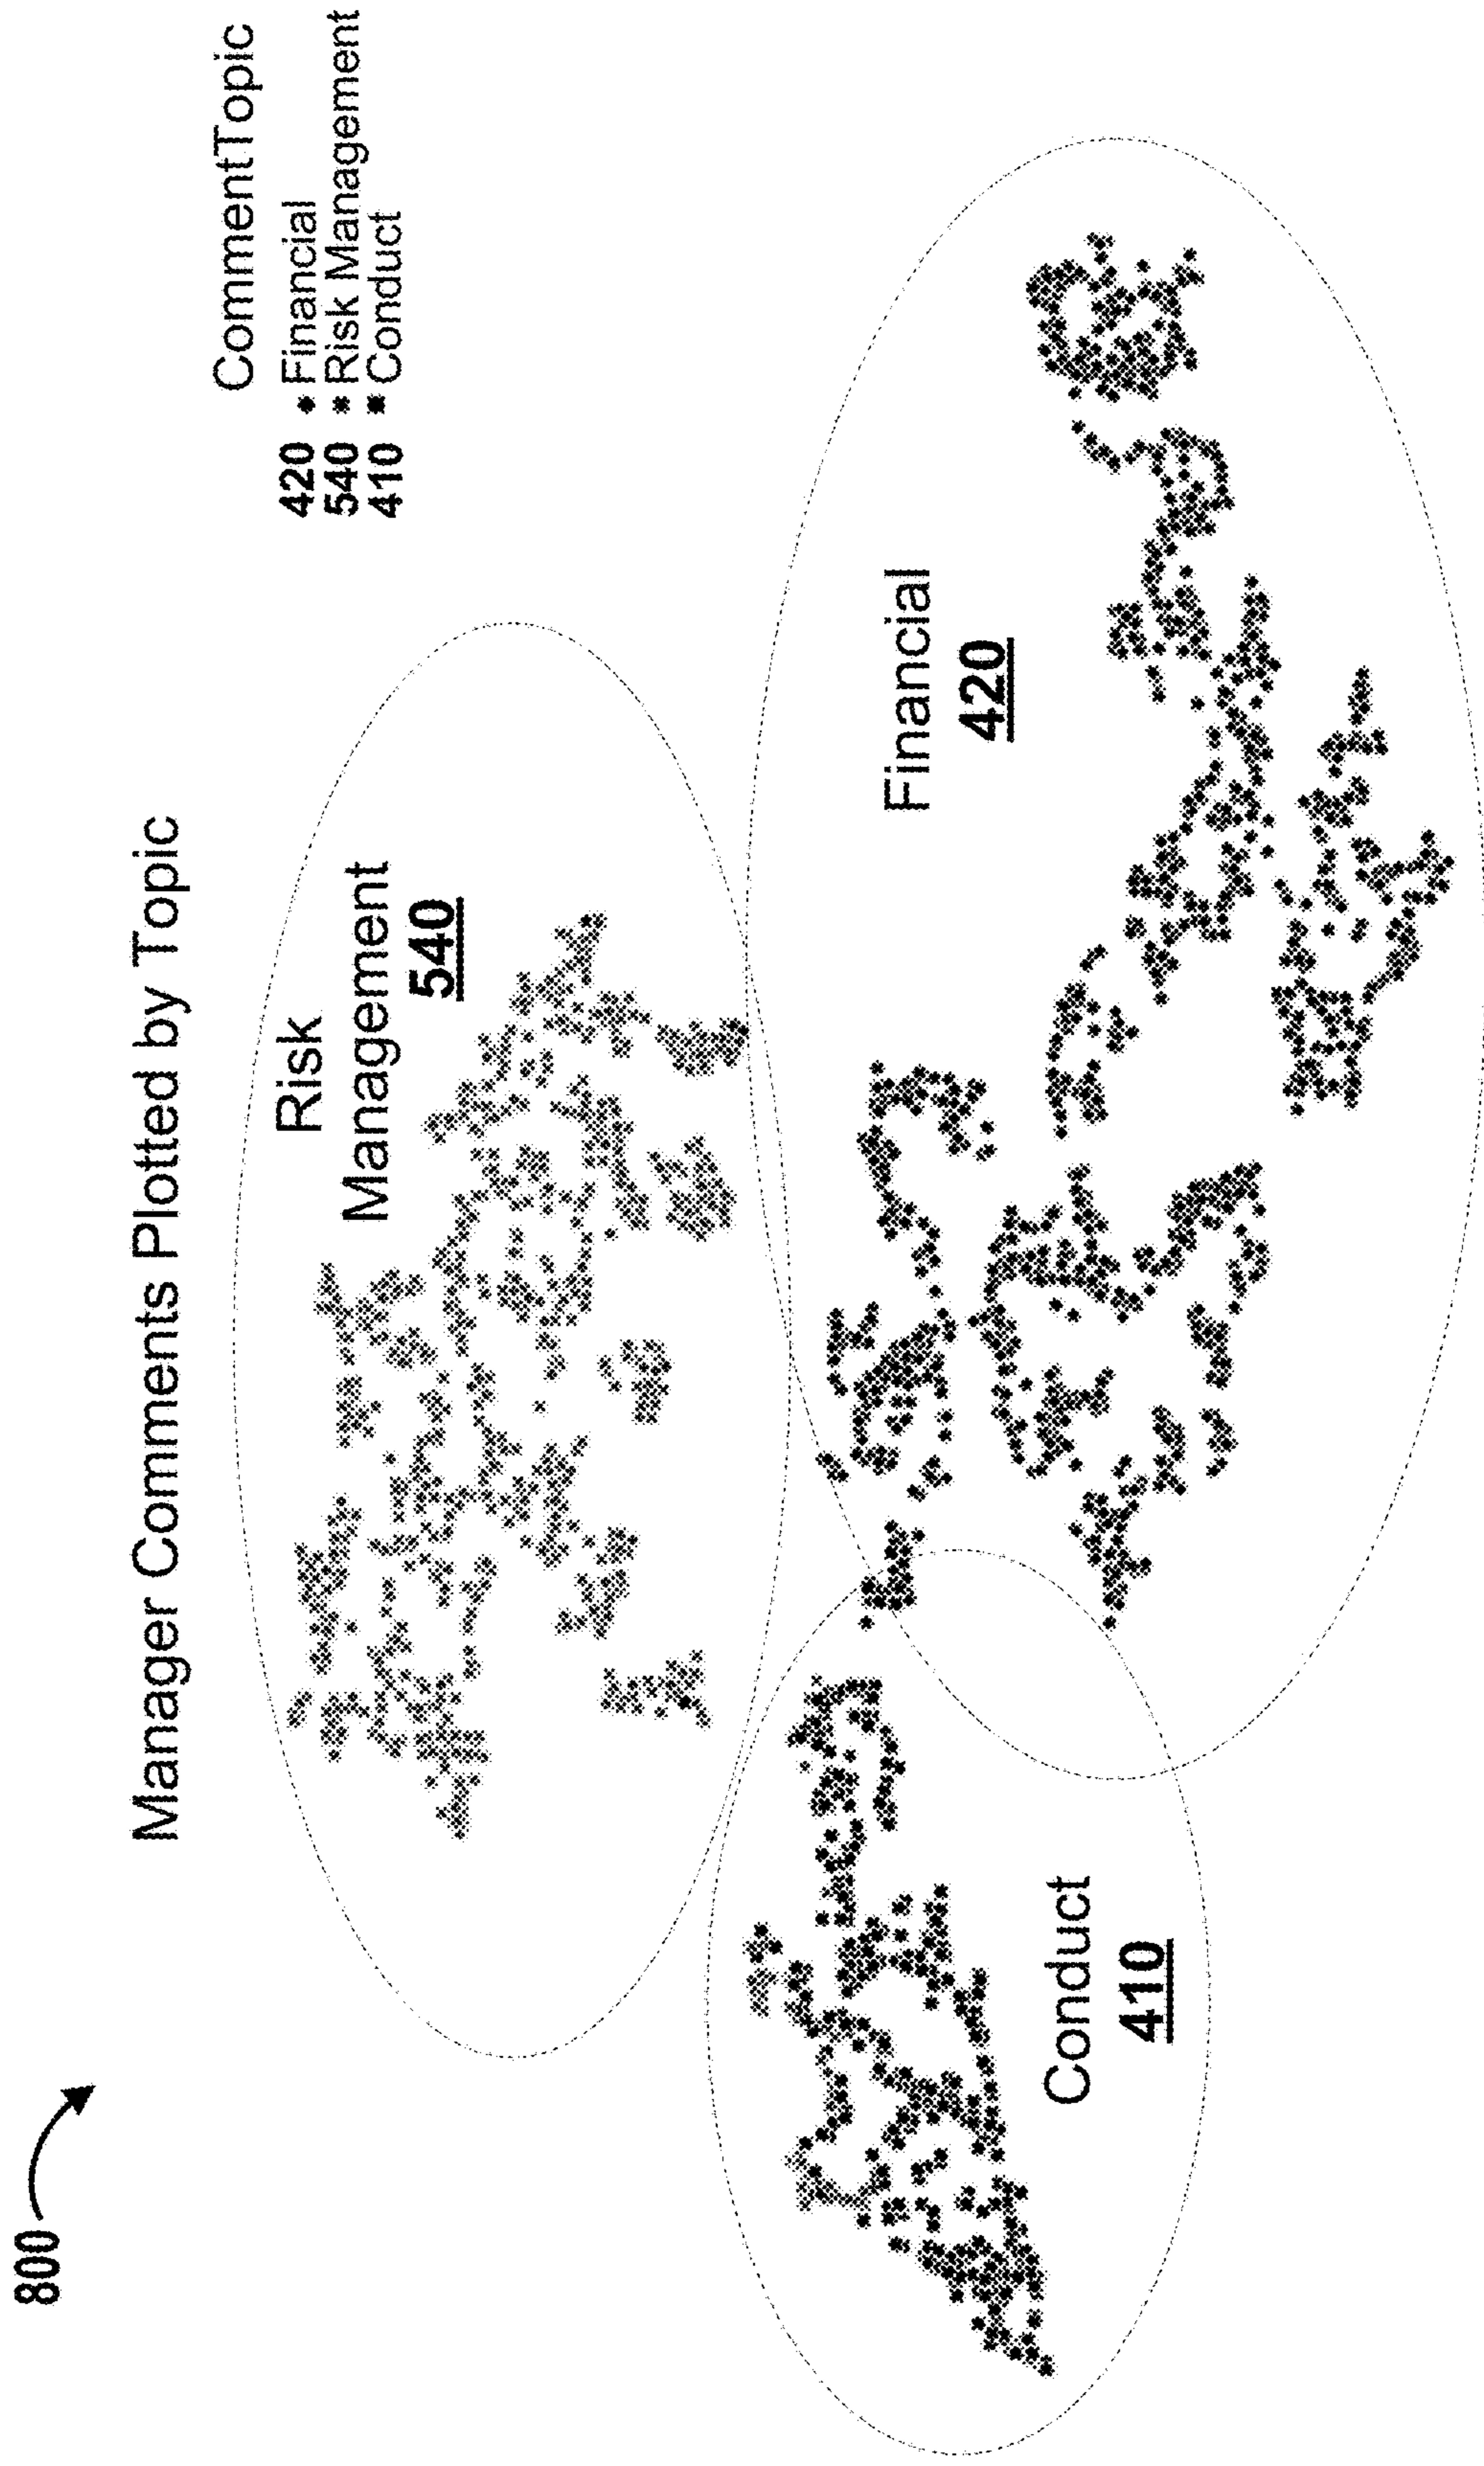 800
Manager Comments Plotted by Topic
CommentTopic
420 Financial
540 Risk Management
410 Conduct
Risk
Management
540
Financial
420
Conduct
410